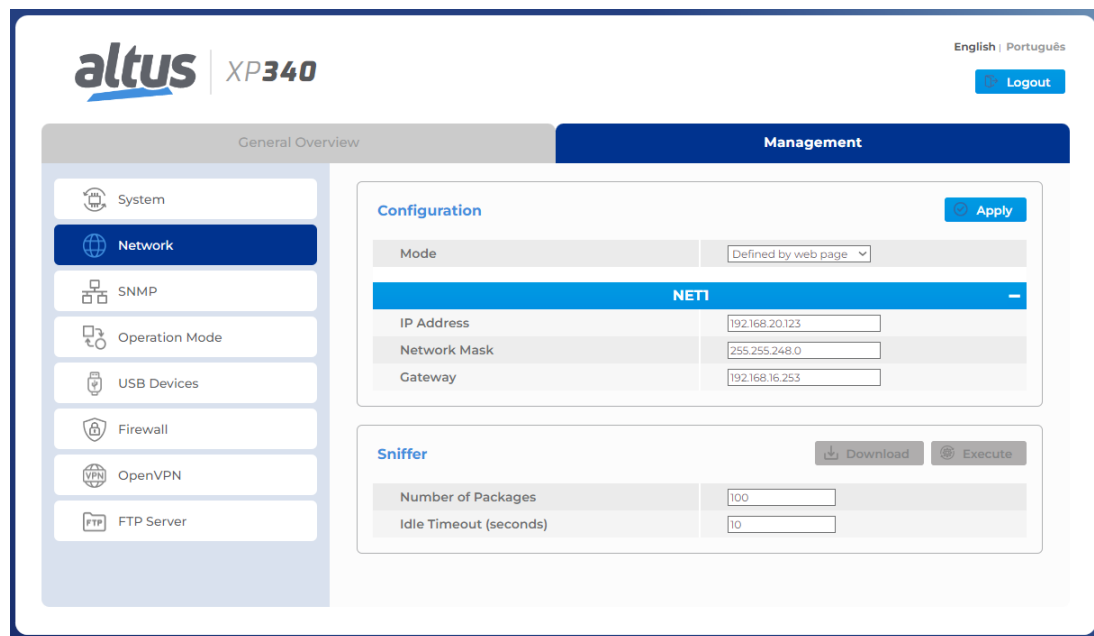 English | Português
altus | XP340
Logout
General Overview
Management
System
Network
SNMP
Operation Mode
USB Devices
Firewall
VPN OpenVPN
FTP FTP Server
Configuration
Apply
Mode Defined by web page
NET1
IP Address 192.168.20.123
Network Mask 255.255.248.0
Gateway 192.168.16.253
Sniffer
Download
Execute
Number of Packages 100
Idle Timeout (seconds) 10